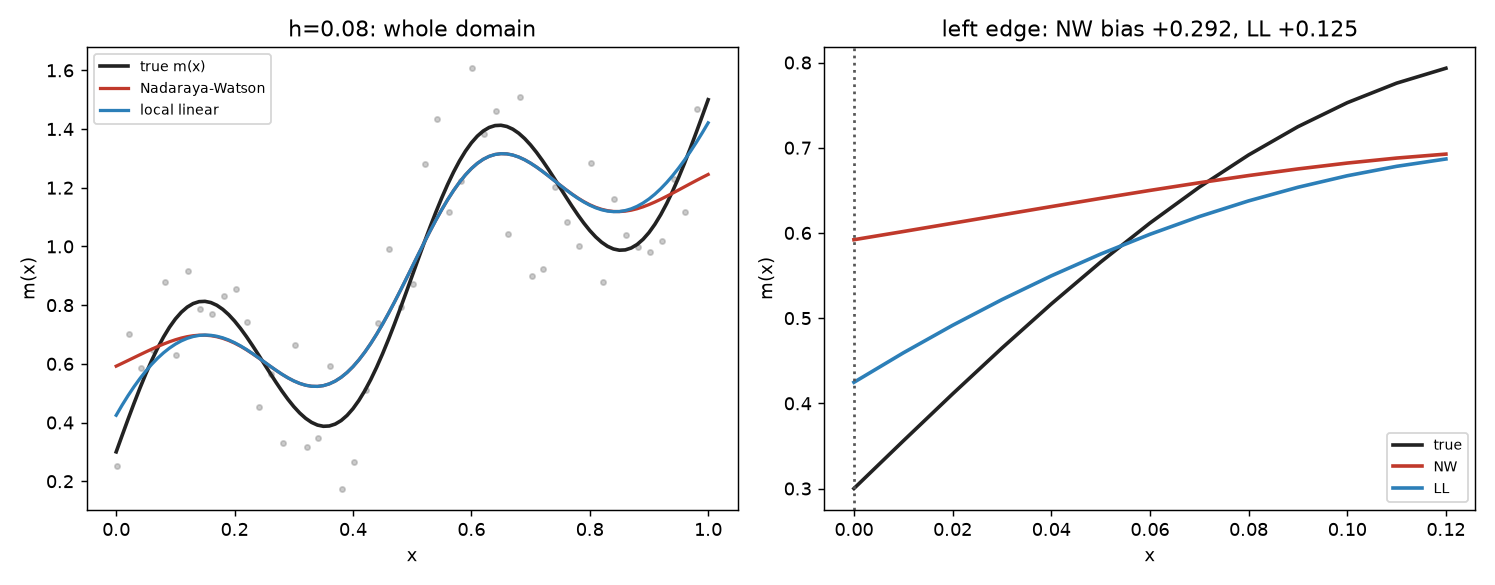 h=0.08: whole domain
m(x)
1.6
1.4
1.2
1.0
0.8
0.6
0.4
0.2
true m(x)
Nadaraya-Watson
local linear
0.0 0.2 0.4 0.6 0.8 1.0
x
left edge: NW bias +0.292, LL +0.125
m(x)
0.8
0.7
0.6
0.5
0.4
0.3
true
NW
LL
0.00 0.02 0.04 0.06 0.08 0.10 0.12
x